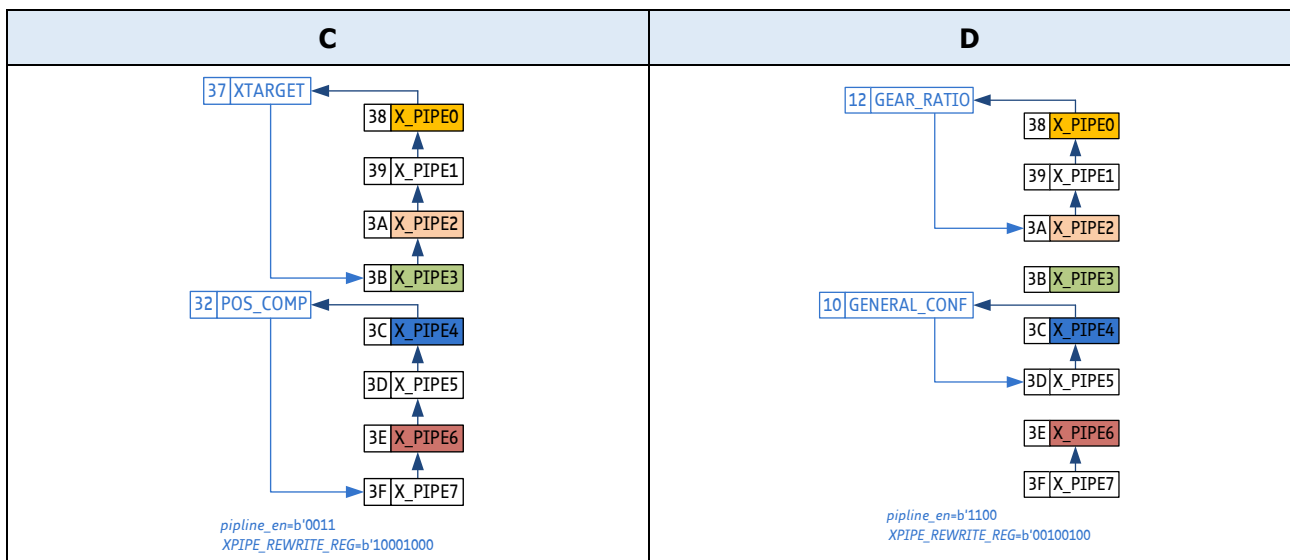 C
D
37 XTARGET
38 X_PIPE0
39 X_PIPE1
3A X_PIPE2
3B X_PIPE3
32 POS_COMP
3C X_PIPE4
3D X_PIPE5
3E X_PIPE6
3F X_PIPE7
pipline_en=b'0011
XPIPE_REWRITE_REG=b'10001000
12 GEAR_RATIO
38 X_PIPE0
39 X_PIPE1
3A X_PIPE2
3B X_PIPE3
10 GENERAL_CONF
3C X_PIPE4
3D X_PIPE5
3E X_PIPE6
3F X_PIPE7
pipline_en=b'1100
XPIPE_REWRITE_REG=b'00100100